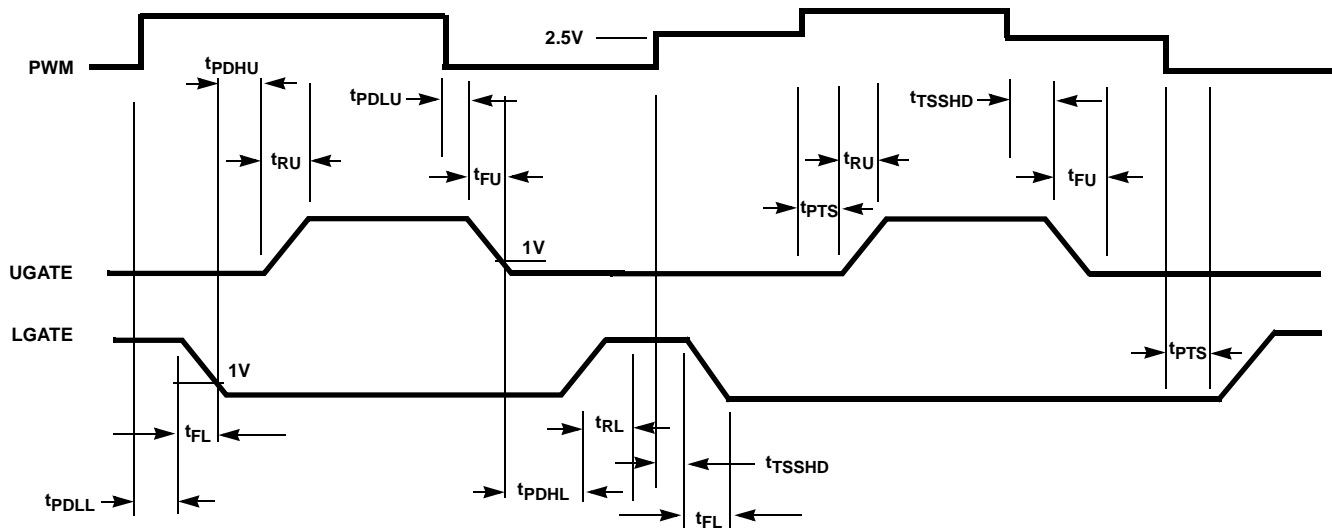 2.5V
PWM
tPDHU
tPDLU
tTSSHD
tRU
tFU
tRU
tFU
tPTS
1V
UGATE
LGATE
1V
tPTS
tFL
tRL
tTSSHD
tPDLL
tPDHL
tFL